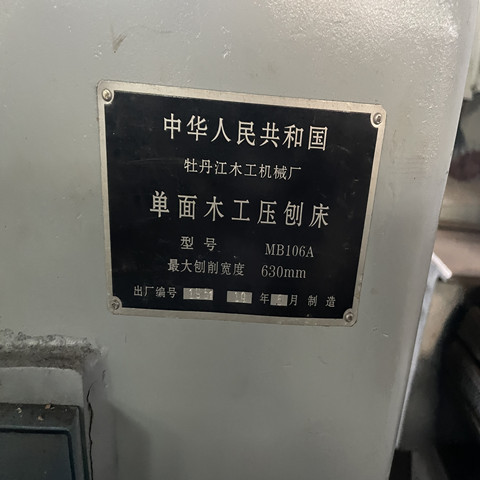 中华人民共和国
牡丹江木工机械厂
单面木工压刨床
型号 MB106A
最大刨削宽度 630mm
出厂编号 年 月 制造